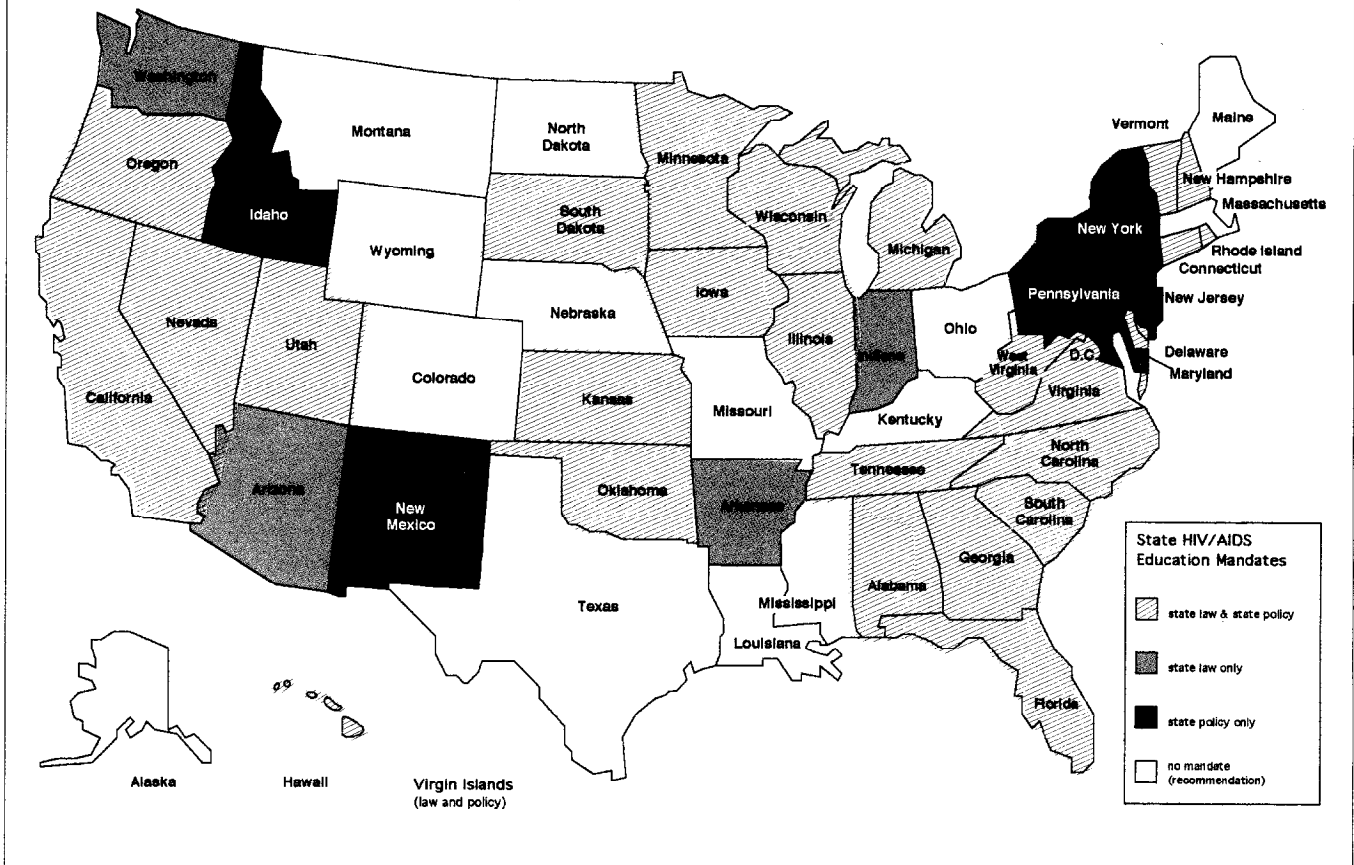 Washington
Montana
North
Dakota
Minnesota
Vermont
Maine
Oregon
Idaho
South
Dakota
Wisconsin
Michigan
New Hampshire
Massachusetts
New York
Wyoming
Rhode Island
Connecticut
Iowa
Pennsylvania
New Jersey
Nevada
Utah
Nebraska
Illinois
Indiana
Ohio
West
Virginia
D.C.
Delaware
Maryland
California
Colorado
Kansas
Missouri
Kentucky
Virginia
Arizona
New
Mexico
Oklahoma
Arkansas
Tennessee
North
Carolina
South
Carolina
Georgia
Alabama
Texas
Mississippi
Louisiana
Florida
Alaska
Hawaii
Virgin Islands
(law and policy)
State HIV/AIDS
Education Mandates
state law & state policy
state law only
state policy only
no mandate
(recommendation)